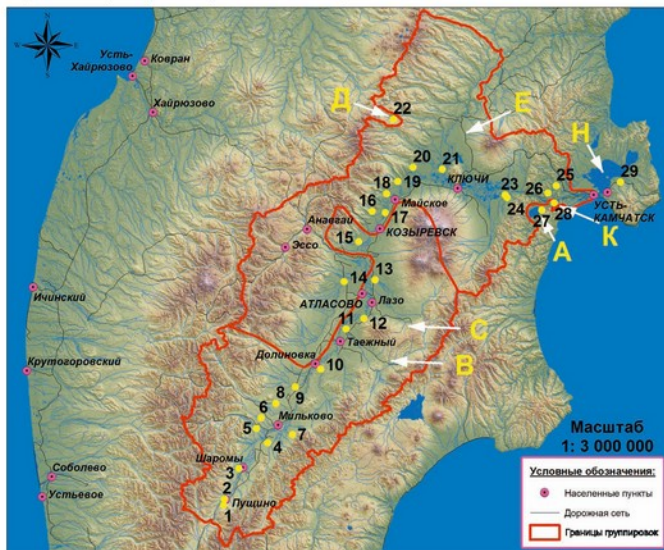 Усть-
Хайрюзово
Ковран
Хайрюзово
Д
22
Е
Н
20
21
19
18
КЛЮЧИ
23
26
25
29
16
Майское
24
УСТЬ-
КАМЧАТСК
17
Анавгай
КОЗЫРЕВСК
27
28
15
Эссо
А
К
14
13
Ичинский
АТЛАСОВО
Лазо
11
12
С
Таежный
Долиновка
10
В
Крутогоровский
9
8
6
Мильково
5
7
4
Масштаб
1: 3 000 000
Шаромы
3
Соболево
Устьевое
2
Пущино
1
Условные обозначения:
Населенные пункты
Дорожная сеть
Границы группировок